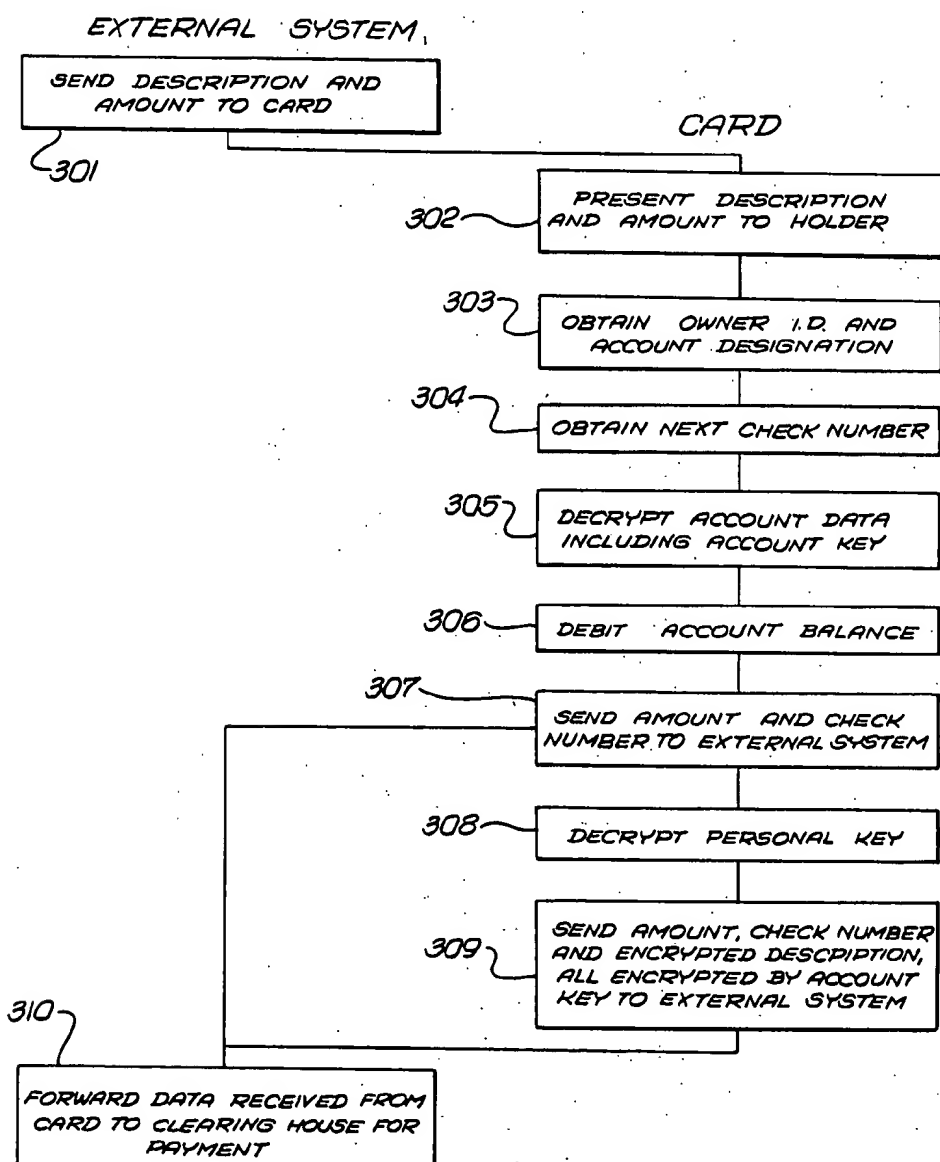 EXTERNAL SYSTEM
SEND DESCRIPTION AND
AMOUNT TO CARD
301
CARD
302
PRESENT DESCRIPTION
AND AMOUNT TO HOLDER
303
OBTAIN OWNER I.D. AND
ACCOUNT DESIGNATION
304
OBTAIN NEXT CHECK NUMBER
305
DECRYPT ACCOUNT DATA
INCLUDING ACCOUNT KEY
306
DEBIT ACCOUNT BALANCE
307
SEND AMOUNT AND CHECK
NUMBER TO EXTERNAL SYSTEM
308
DECRYPT PERSONAL KEY
309
SEND AMOUNT, CHECK NUMBER
AND ENCRYPTED DESCPIPTION,
ALL ENCRYPTED BY ACCOUNT
KEY TO EXTERNAL SYSTEM
310
FORWARD DATA RECEIVED FROM
CARD TO CLEARING HOUSE FOR
PAYMENT